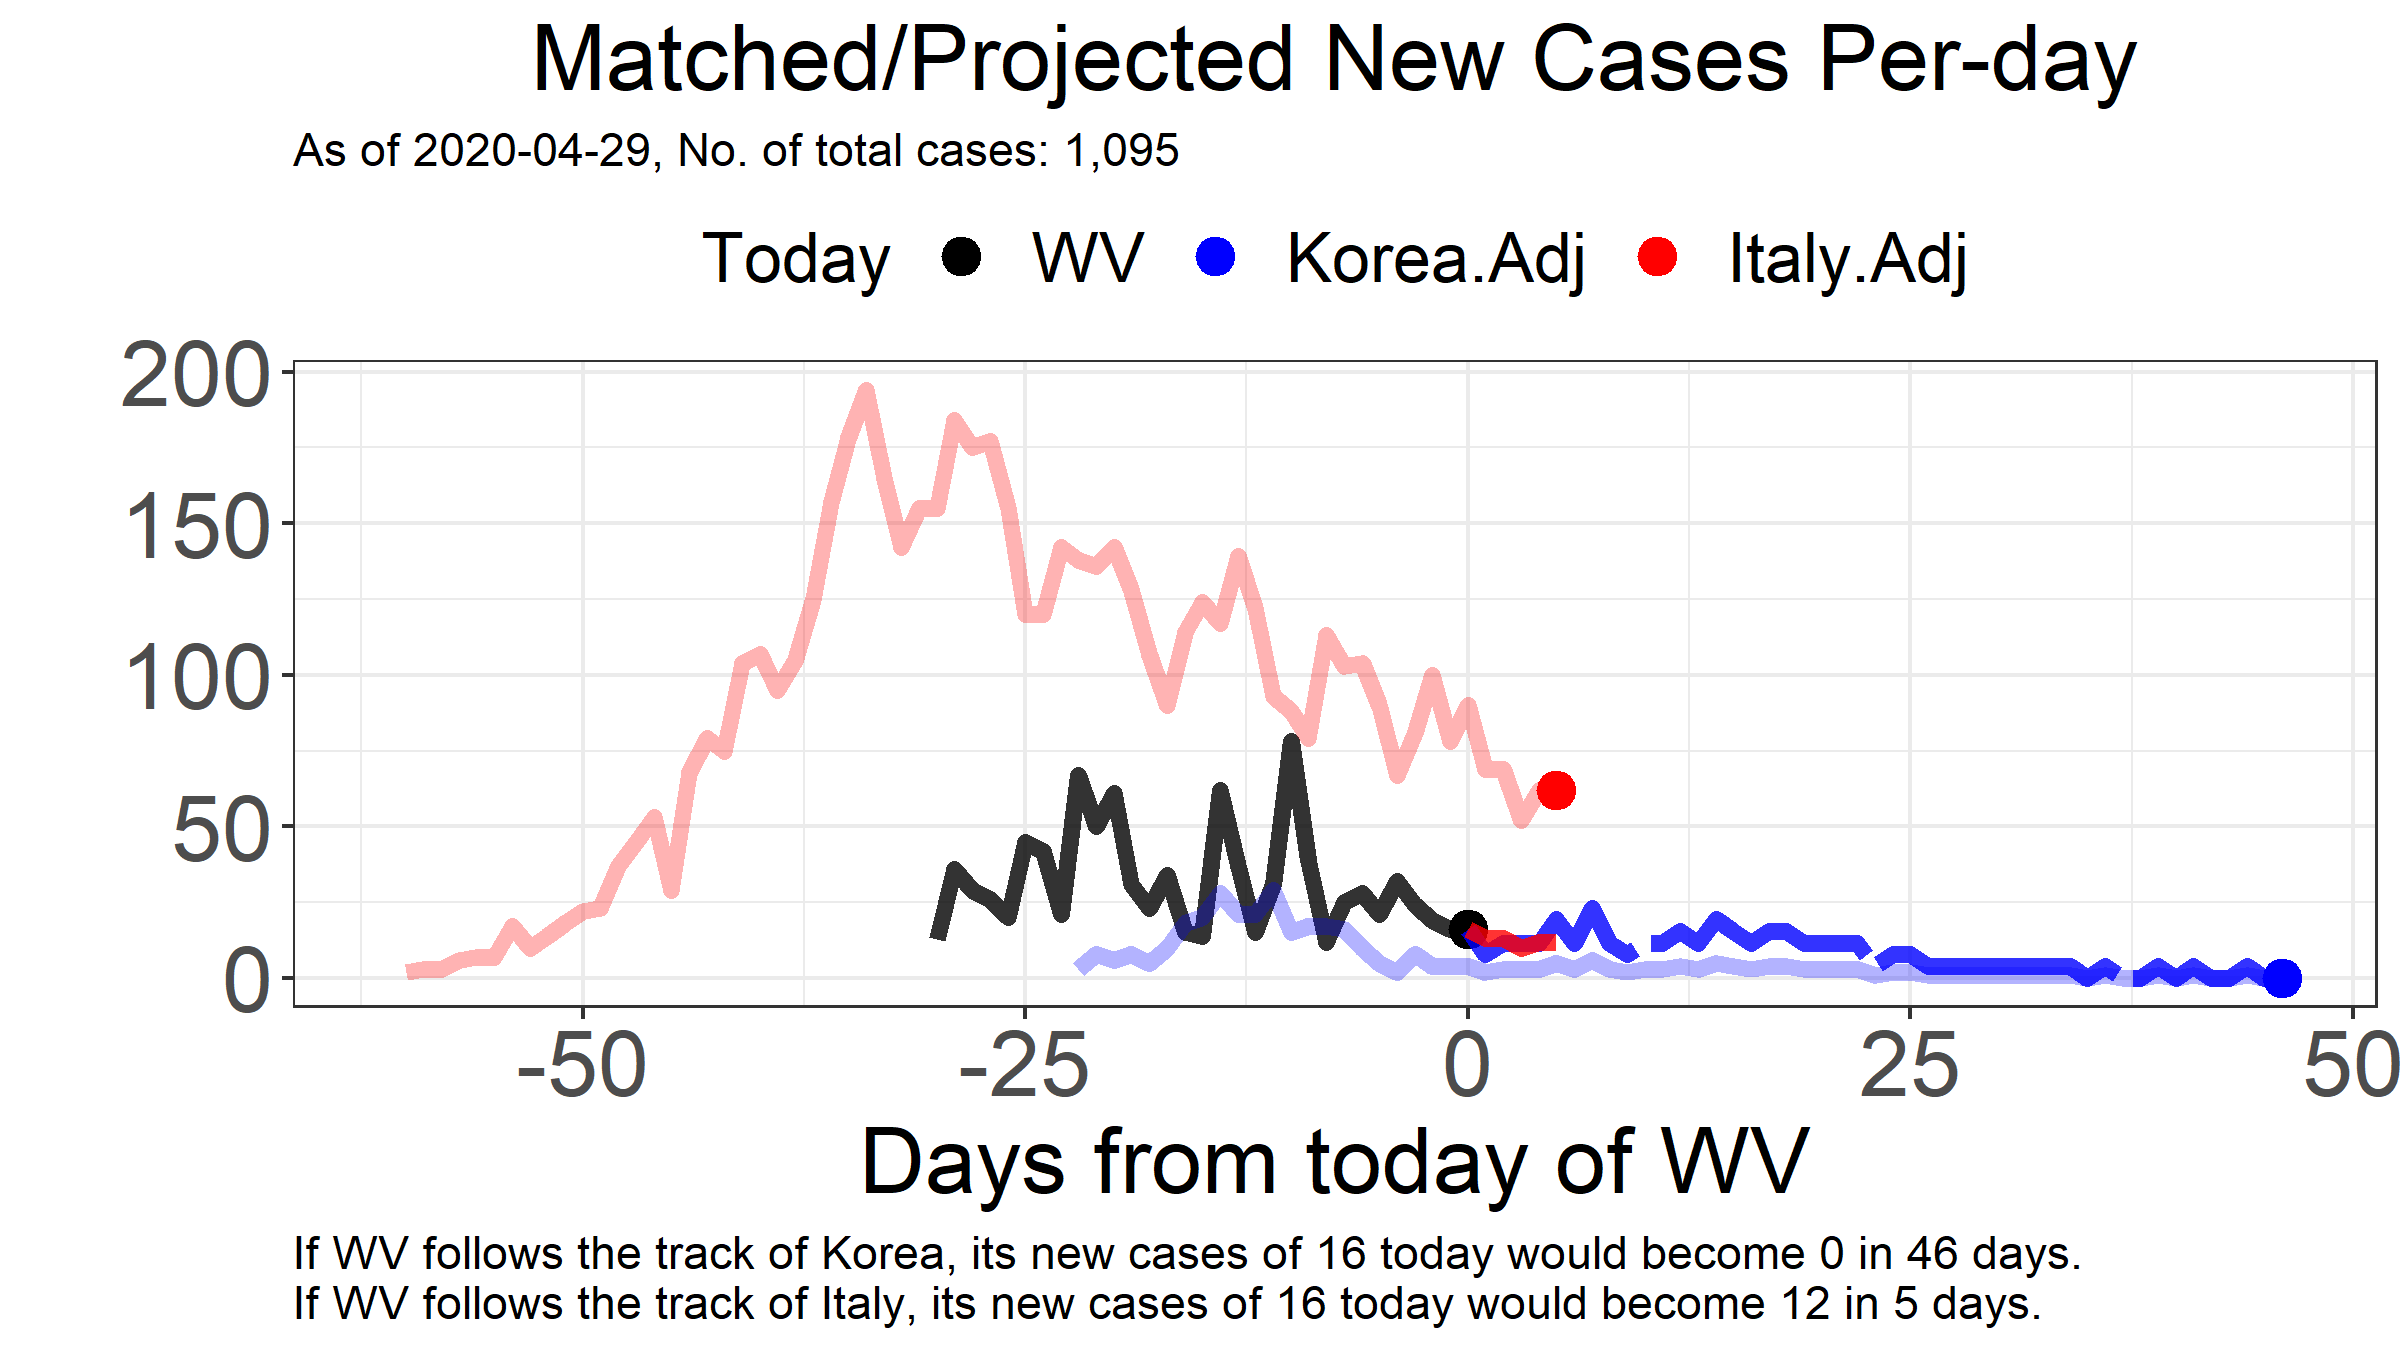 Matched/Projected New Cases Per-day
As of 2020-04-29, No. of total cases: 1,095
Today WV Korea.Adj Italy.Adj
200
150
100
50
0
-50 -25 0 25 50
Days from today of WV
If WV follows the track of Korea, its new cases of 16 today would become 0 in 46 days.
If WV follows the track of Italy, its new cases of 16 today would become 12 in 5 days.